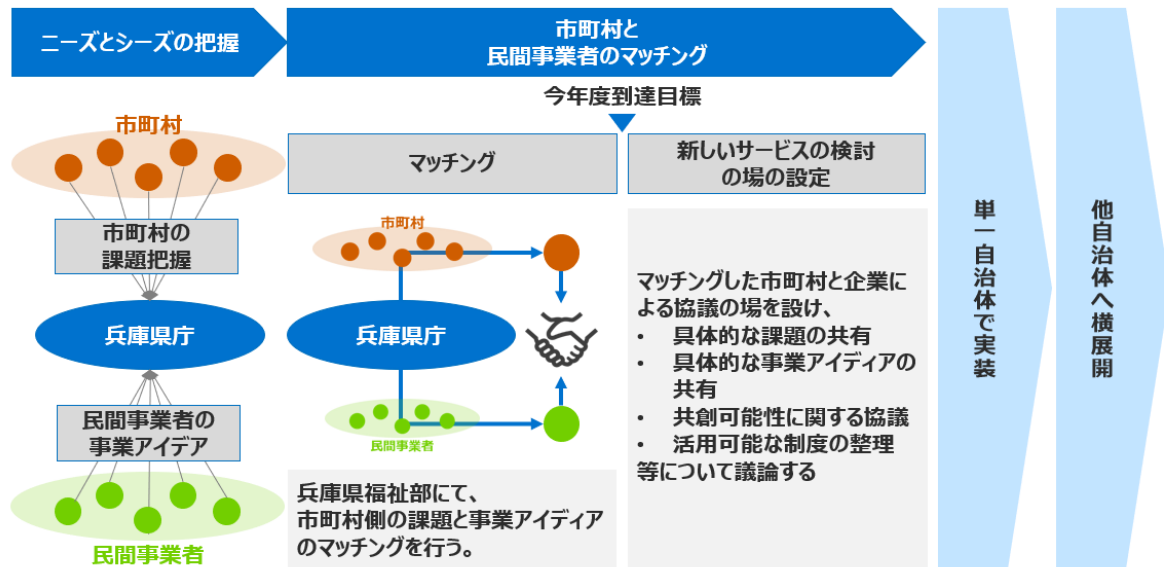 ニーズとシーズの把握
市町村と
民間事業者のマッチング
今年度到達目標
市町村
市町村の
課題把握
兵庫県庁
民間事業者の
事業アイデア
民間事業者
マッチング
市町村
兵庫県庁
民間事業者
兵庫県福祉部にて、
市町村側の課題と事業アイディア
のマッチングを行う。
新しいサービスの検討
の場の設定
マッチングした市町村と企業に
よる協議の場を設け、
• 具体的な課題の共有
• 具体的な事業アイディアの
共有
• 共創可能性に関する協議
• 活用可能な制度の整理
等について議論する
単一自治体で実装
他自治体へ横展開